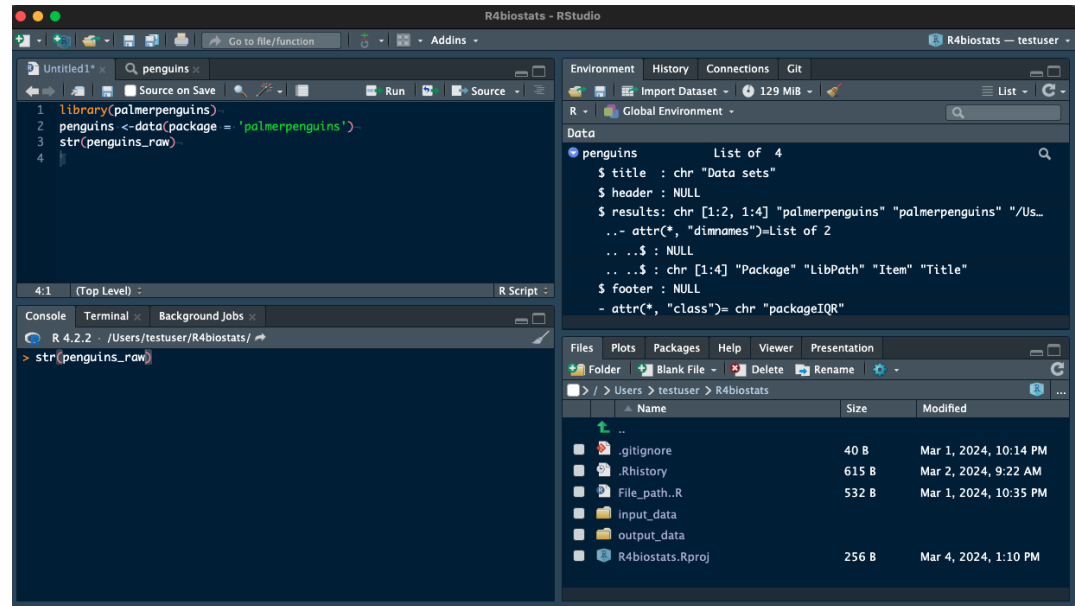 R4biostats - RStudio
Go to file/function
Addins
R4biostats — testuser
Untitled1*
penguins
Source on Save
Run
Source
1 library(palmerpenguins)
2 penguins <-data(package = 'palmerpenguins')
3 str(penguins_raw)
4
4:1 (Top Level)
R Script
Console Terminal Background Jobs
R 4.2.2 · /Users/testuser/R4biostats/
> str(penguins_raw)
Environment History Connections Git
Import Dataset
129 MiB
List
R
Global Environment
Data
penguins List of 4
$ title : chr "Data sets"
$ header : NULL
$ results: chr [1:2, 1:4] "palmerpenguins" "palmerpenguins" "/Us…
..- attr(*, "dimnames")=List of 2
.. ..$ : NULL
.. ..$ : chr [1:4] "Package" "LibPath" "Item" "Title"
$ footer : NULL
- attr(*, "class")= chr "packageIQR"
Files Plots Packages Help Viewer Presentation
Folder Blank File Delete Rename
/ > Users > testuser > R4biostats
...
Name Size Modified
..
.gitignore 40 B Mar 1, 2024, 10:14 PM
.Rhistory 615 B Mar 2, 2024, 9:22 AM
File_path..R 532 B Mar 1, 2024, 10:35 PM
input_data
output_data
R4biostats.Rproj 256 B Mar 4, 2024, 1:10 PM